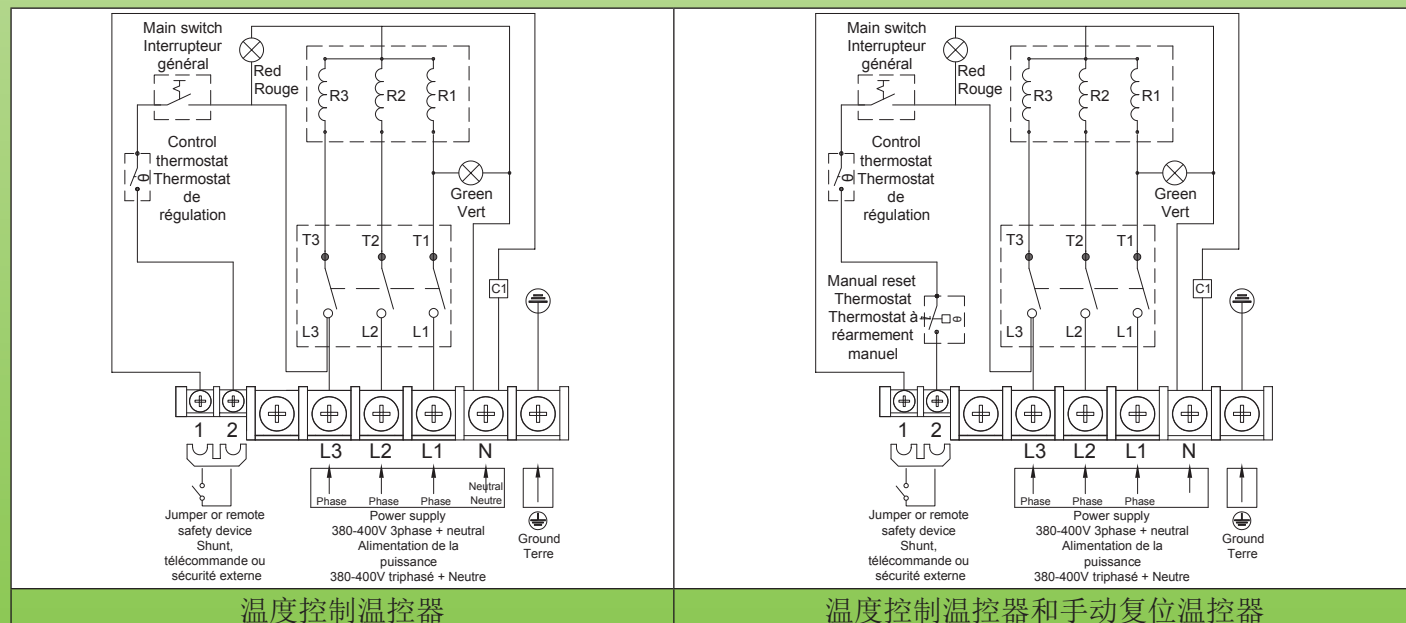 Main switch
Interrupteur
général
Red
Rouge
R3
R2
R1
Control
thermostat
Thermostat
de
régulation
θ
Green
Vert
T3
T2
T1
C1
L3
L2
L1
1
2
L3
L2
L1
N
Phase
Phase
Phase
Neutral
Neutre
Jumper or remote
safety device
Shunt,
télécommande ou
sécurité externe
Power supply
380-400V 3phase + neutral
Alimentation de la
puissance
380-400V triphasé + Neutre
Ground
Terre
温度控制温控器
Main switch
Interrupteur
général
Red
Rouge
R3
R2
R1
Control
thermostat
Thermostat
de
régulation
θ
Green
Vert
T3
T2
T1
Manual reset
Thermostat
Thermostat à
réarmement
manuel
θ
C1
L3
L2
L1
1
2
L3
L2
L1
N
Phase
Phase
Phase
Jumper or remote
safety device
Shunt,
télécommande ou
sécurité externe
Power supply
380-400V 3phase + neutral
Alimentation de la
puissance
380-400V triphasé + Neutre
Ground
Terre
温度控制温控器和手动复位温控器